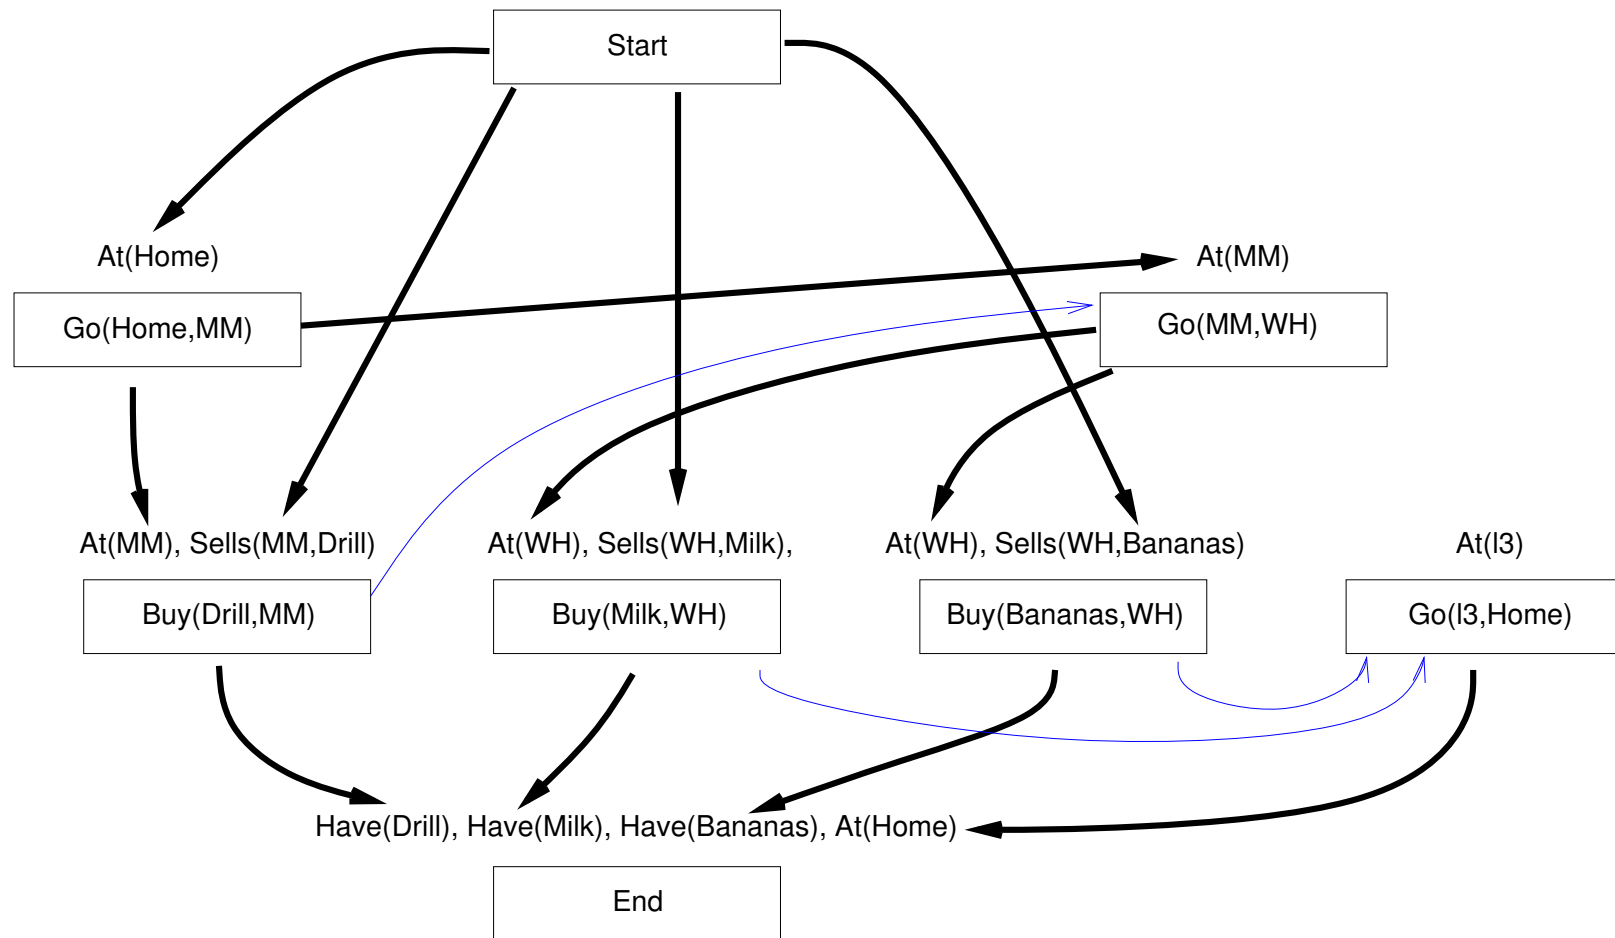 Start
At(Home)
At(MM)
Go(Home,MM)
Go(MM,WH)
At(MM), Sells(MM,Drill)
At(WH), Sells(WH,Milk),
At(WH), Sells(WH,Bananas)
At(l3)
Buy(Drill,MM)
Buy(Milk,WH)
Buy(Bananas,WH)
Go(l3,Home)
Have(Drill), Have(Milk), Have(Bananas), At(Home)
End